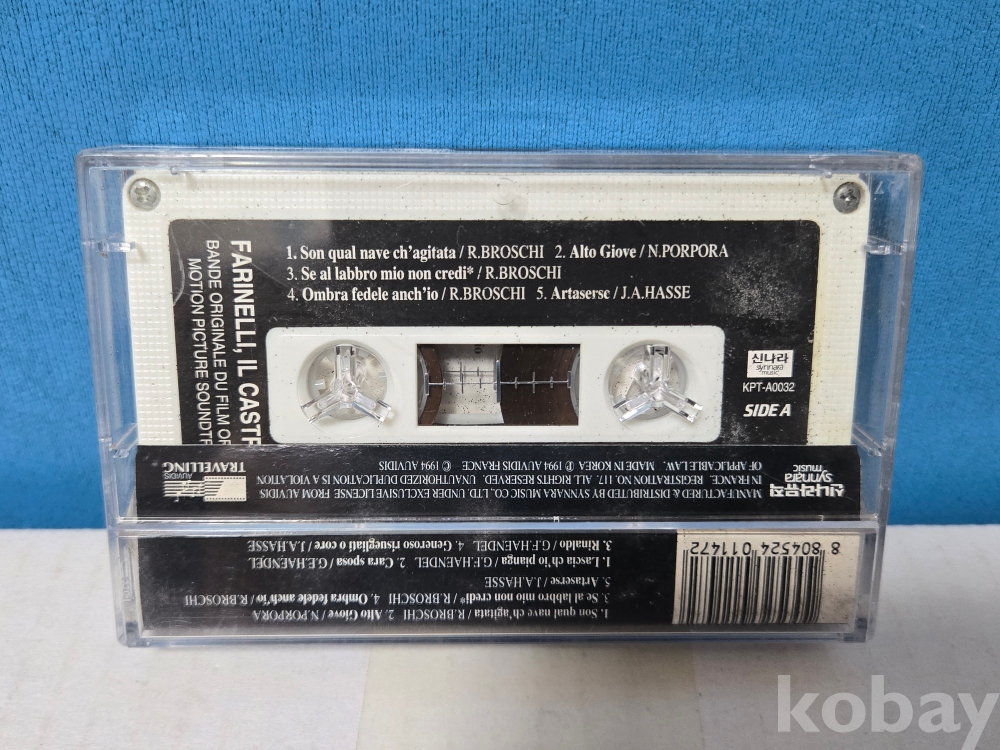 1. Son qual nave ch'agitata / R.BROSCHI 2. Alto Giove / N.PORPORA
3. Se al labbro mio non credi* / R.BROSCHI
4. Ombra fedele anch'io / R.BROSCHI 5. Artaserse / J.A.HASSE
FARINELLI, IL CASTR
BANDE ORIGINALE DU FILM OR
MOTION PICTURE SOUNDTR
신나라
synnara
music
KPT-A0032
SIDE A
신나라음악
synnara
music
MANUFACTURED & DISTRIBUTED BY SYNNARA MUSIC CO., LTD. UNDER EXCLUSIVE LICENSE FROM AUVIDIS
IN FRANCE. REGISTRATION. NO. 117. ALL RIGHTS RESERVED. UNAUTHORIZED DUPLICATION IS A VIOLATION
OF APPLICABLE LAW. MADE IN KOREA ℗ 1994 AUVIDIS FRANCE © 1994 AUVIDIS
AUVIDIS
TRAVELLING
1. Son qual nave ch'agitata / R.BROSCHI 2. Alto Giove / N.PORPORA
3. Se al labbro mio non credi* / R.BROSCHI 4. Ombra fedele anch'io / R.BROSCHI
5. Artaserse / J.A.HASSE
1. Lascia ch'io pianga / G.F.HAENDEL 2. Cara sposa / G.F.HAENDEL
3. Rinaldo / G.F.HAENDEL 4. Generoso risuegliati o core / J.A.HASSE
8 804524 011472
kobay